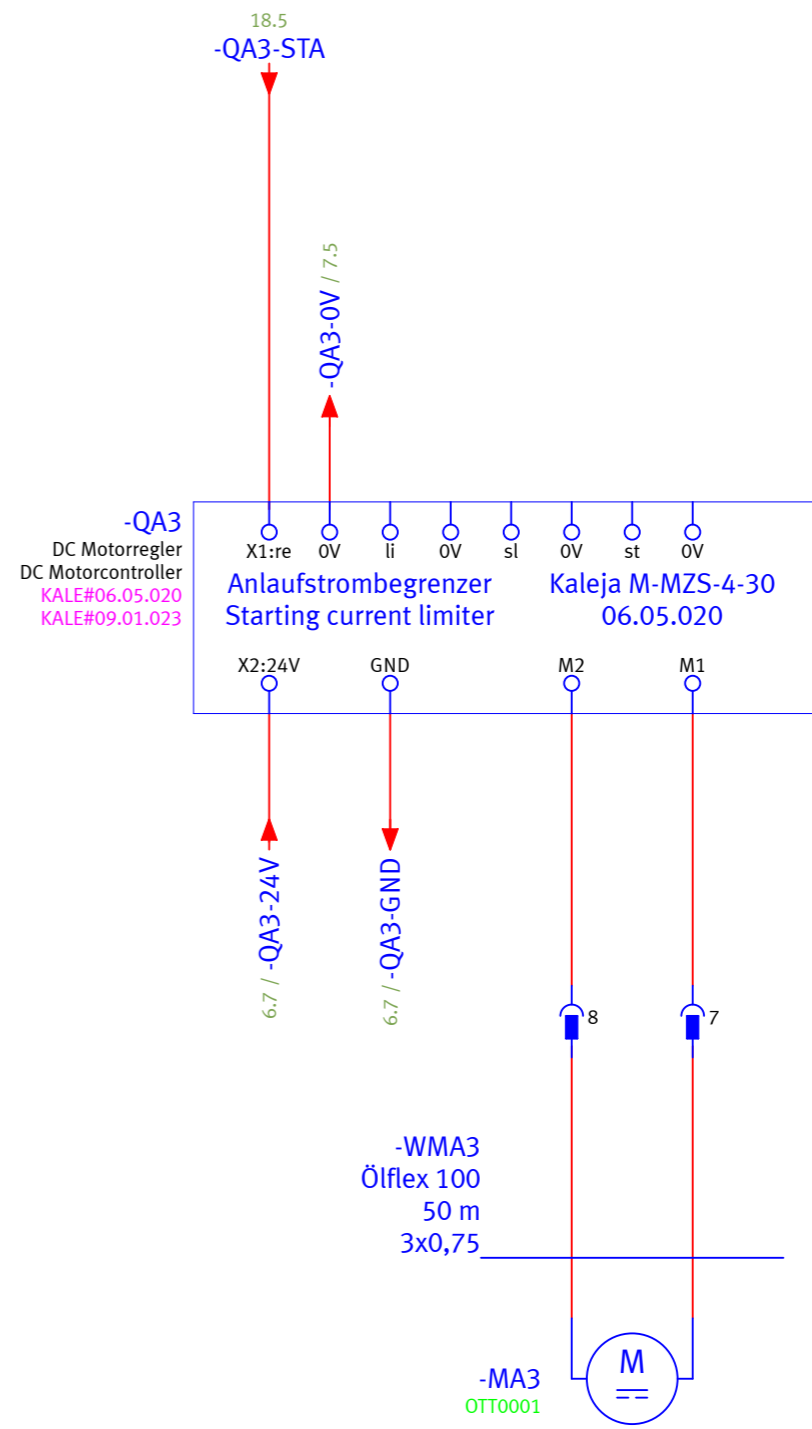 18.5
-QA3-STA
-QA3-0V / 7.5
-QA3
DC Motorregler
DC Motorcontroller
KALE#06.05.020
KALE#09.01.023
X1:re 0V li 0V sl 0V st 0V
Anlaufstrombegrenzer
Starting current limiter
Kaleja M-MZS-4-30
06.05.020
X2:24V GND M2 M1
6.7 / -QA3-24V
6.7 / -QA3-GND
8 7
-WMA3
Ölflex 100
50 m
3x0,75
M
-MA3
OTT0001